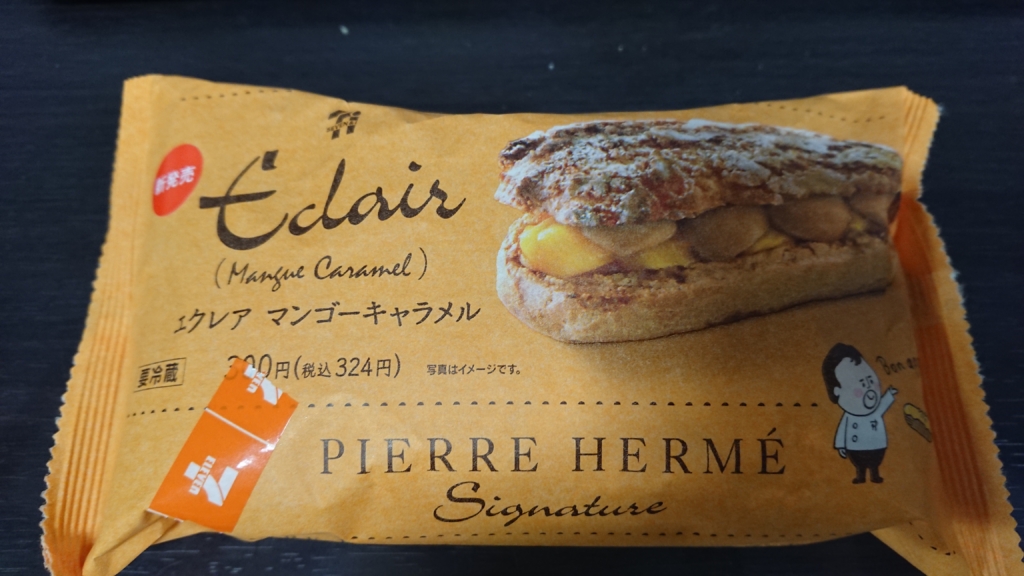 新発売
Éclair
(Mangue Caramel)
エクレア マンゴーキャラメル
要冷蔵
300円(税込324円)
写真はイメージです。
PIERRE HERMÉ
Signature